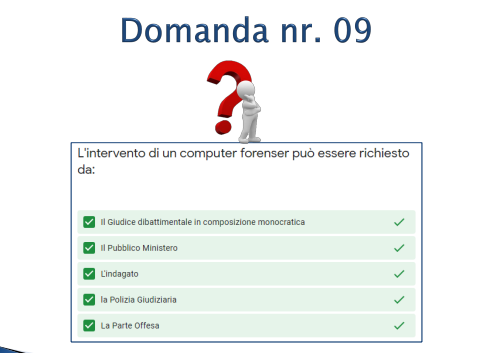 Domanda nr. 09
L'intervento di un computer forenser può essere richiesto
da:
Il Giudice dibattimentale in composizione monocratica
Il Pubblico Ministero
L'indagato
la Polizia Giudiziaria
La Parte Offesa